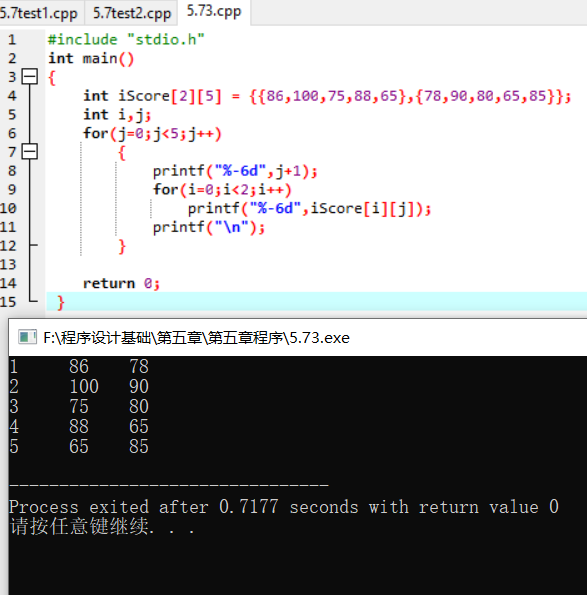 5.7test1.cpp 5.7test2.cpp 5.73.cpp
1 #include "stdio.h"
2 int main()
3 {
4 int iScore[2][5] = {{86,100,75,88,65},{78,90,80,65,85}};
5 int i,j;
6 for(j=0;j<5;j++)
7 {
8 printf("%-6d",j+1);
9 for(i=0;i<2;i++)
10 printf("%-6d",iScore[i][j]);
11 printf("\n");
12 }
13
14 return 0;
15 }
F:\程序设计基础\第五章\第五章程序\5.73.exe
1 86 78
2 100 90
3 75 80
4 88 65
5 65 85
--------------------------------
Process exited after 0.7177 seconds with return value 0
请按任意键继续. . .